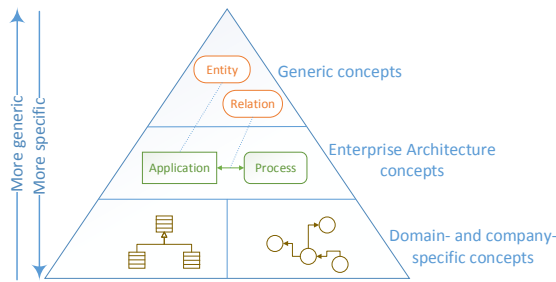 More generic
More specific
Entity
Generic concepts
Relation
Enterprise Architecture
concepts
Application
Process
Domain- and company-
specific concepts